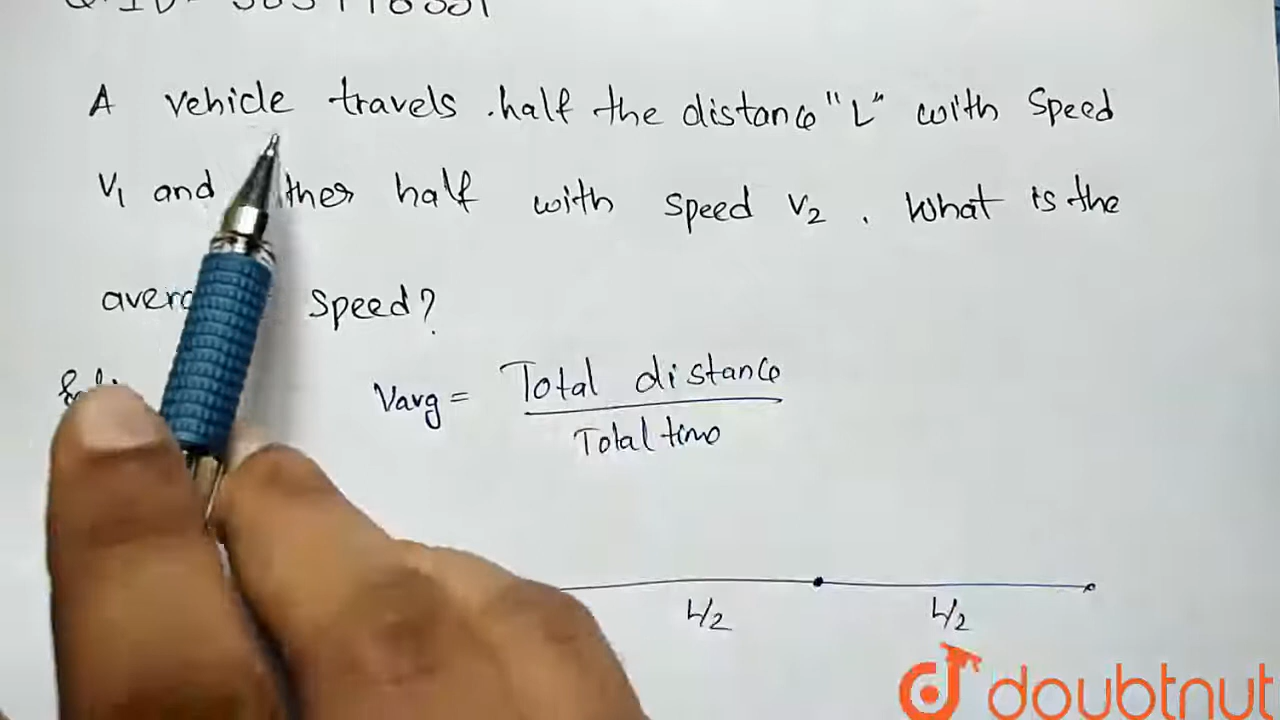 A vehicle travels half the distance "L" with speed
V1 and ther half with speed V2. What is the
avera speed?
Varg = Total distance
Total time
L/2 L/2
doubtnut